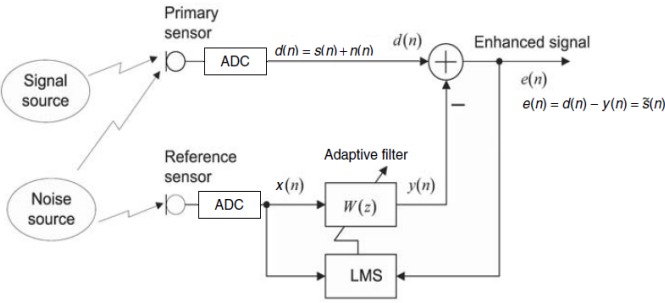 Primary
sensor
ADC
d(n) = s(n) + n(n)
d(n)
+
Enhanced signal
e(n)
e(n) = d(n) − y(n) = s̃(n)
−
Signal
source
Reference
sensor
Adaptive filter
x(n)
y(n)
Noise
source
ADC
W(z)
LMS